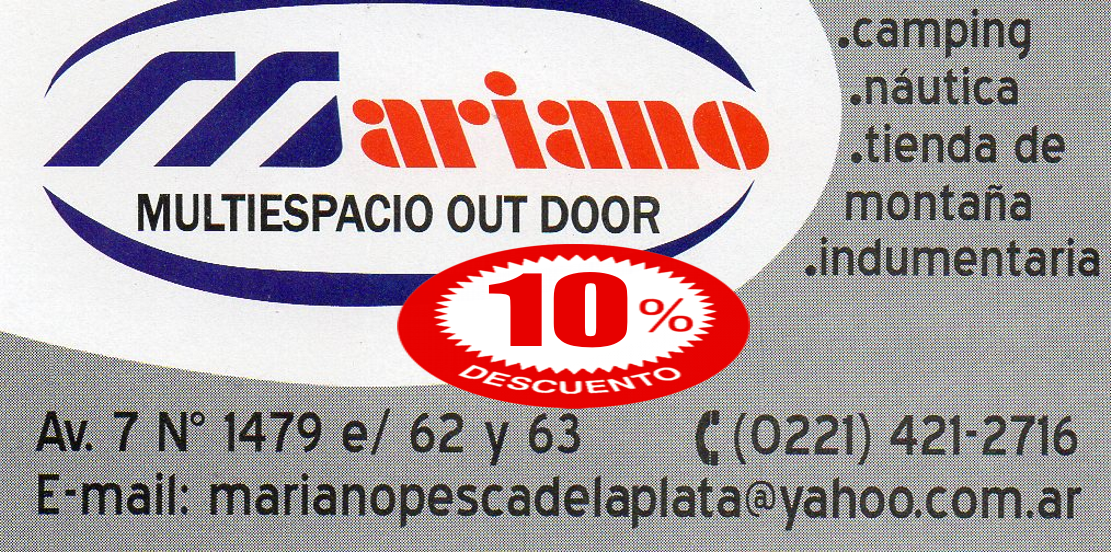 Mariano
MULTIESPACIO OUT DOOR
.camping
.náutica
.tienda de
montaña
.indumentaria
10%
DESCUENTO
Av. 7 N° 1479 e/ 62 y 63 (0221) 421-2716
E-mail: marianopescadelaplata@yahoo.com.ar